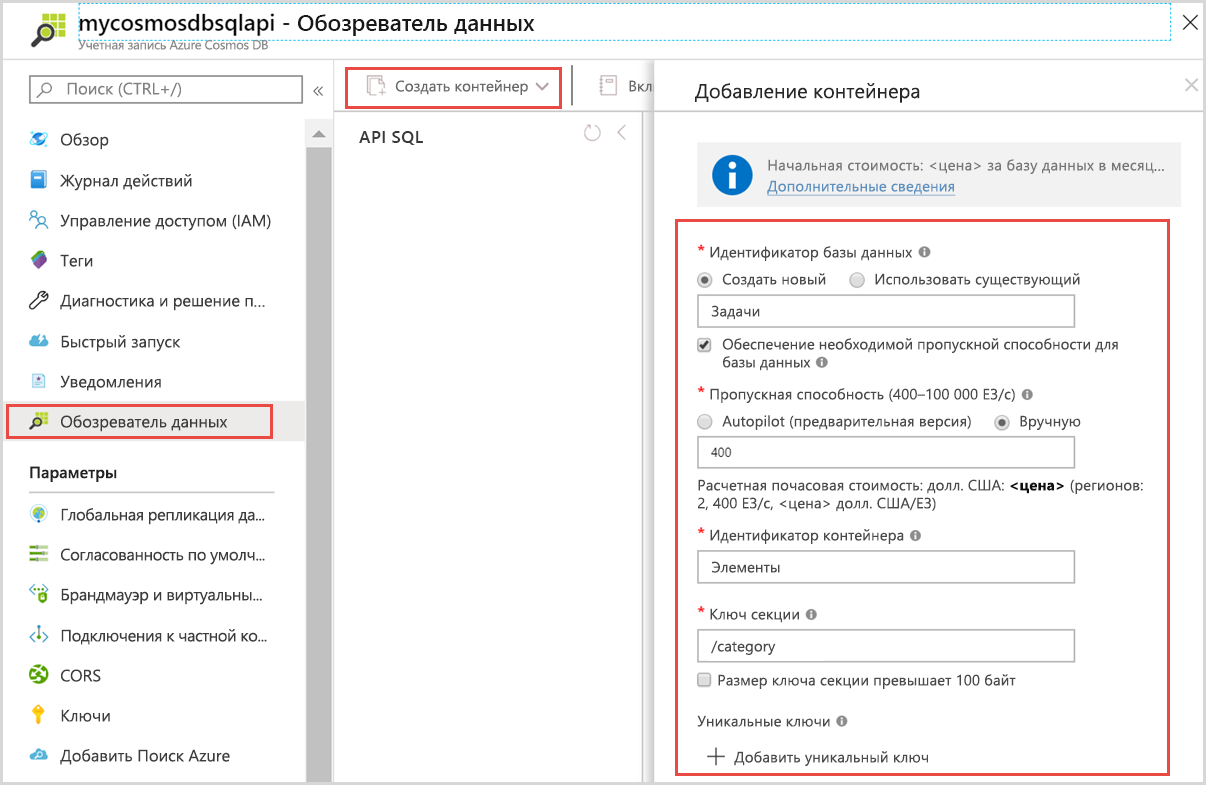 mycosmosdbsqlapi - Обозреватель данных
Учетная запись Azure Cosmos DB
Поиск (CTRL+/)
«
Обзор
Журнал действий
Управление доступом (IAM)
Теги
Диагностика и решение п...
Быстрый запуск
Уведомления
Обозреватель данных
Параметры
Глобальная репликация да...
Согласованность по умолч...
Брандмауэр и виртуальны...
Подключения к частной ко...
CORS
Ключи
Добавить Поиск Azure
Создать контейнер
Вкл
API SQL
Добавление контейнера
Начальная стоимость: <цена> за базу данных в месяц...
Дополнительные сведения
* Идентификатор базы данных
Создать новый Использовать существующий
Задачи
Обеспечение необходимой пропускной способности для
базы данных
* Пропускная способность (400–100 000 ЕЗ/с)
Autopilot (предварительная версия) Вручную
400
Расчетная почасовая стоимость: долл. США: <цена> (регионов:
2, 400 ЕЗ/с, <цена> долл. США/ЕЗ)
* Идентификатор контейнера
Элементы
* Ключ секции
/category
Размер ключа секции превышает 100 байт
Уникальные ключи
+ Добавить уникальный ключ